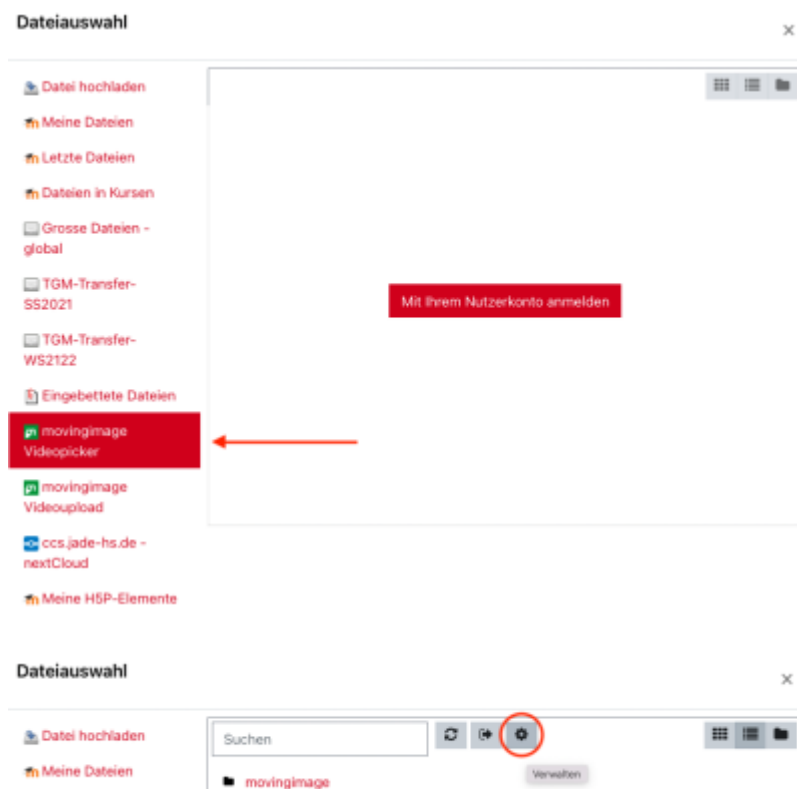 Dateiauswahl
×
Datei hochladen
Meine Dateien
Letzte Dateien
Dateien in Kursen
Grosse Dateien -
global
TGM-Transfer-
SS2021
TGM-Transfer-
WS2122
Eingebettete Dateien
movingimage
Videopicker
movingimage
Videoupload
ccs.jade-hs.de -
nextCloud
Meine H5P-Elemente
Mit Ihrem Nutzerkonto anmelden
Dateiauswahl
×
Datei hochladen
Meine Dateien
Suchen
Verwalten
movingimage